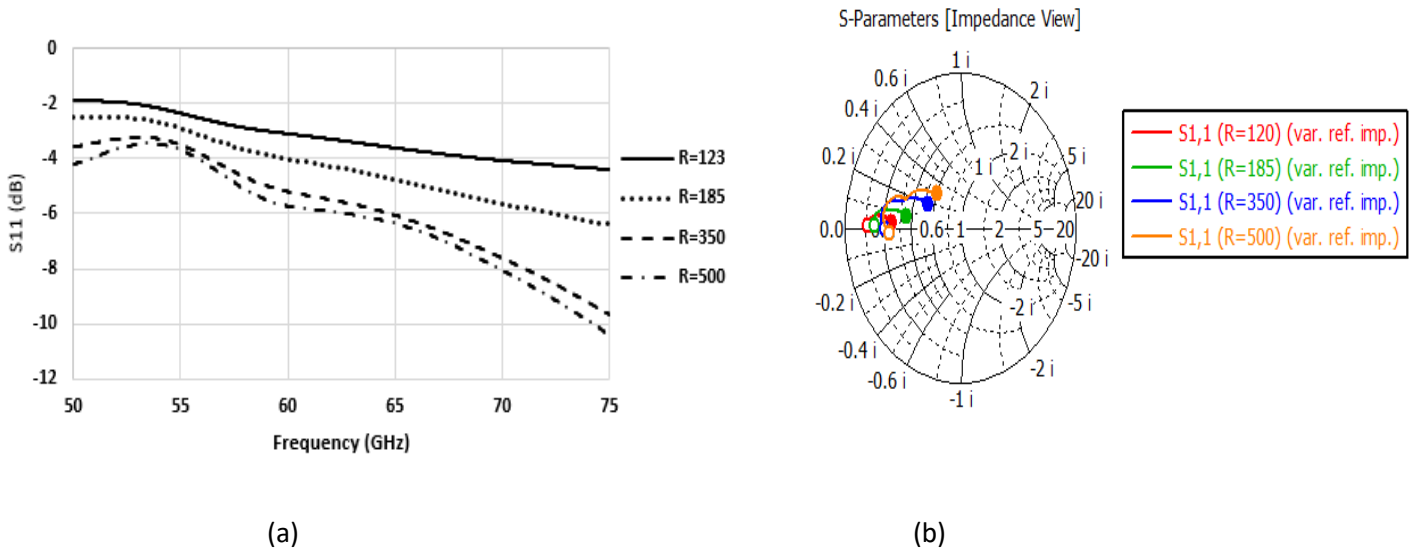 0
-2
-4
-6
-8
-10
-12
S11 (dB)
50 55 60 65 70 75
Frequency (GHz)
R=123
R=185
R=350
R=500
(a)
S-Parameters [Impedance View]
1 i
0.6 i
2 i
0.4 i
0.2 i
5 i
2 i
1 i
20 i
0.0 0.6 1 2 5 20
-20 i
-0.2 i
-2 i
-5 i
-0.4 i
-0.6 i
-2 i
-1 i
S1,1 (R=120) (var. ref. imp.)
S1,1 (R=185) (var. ref. imp.)
S1,1 (R=350) (var. ref. imp.)
S1,1 (R=500) (var. ref. imp.)
(b)